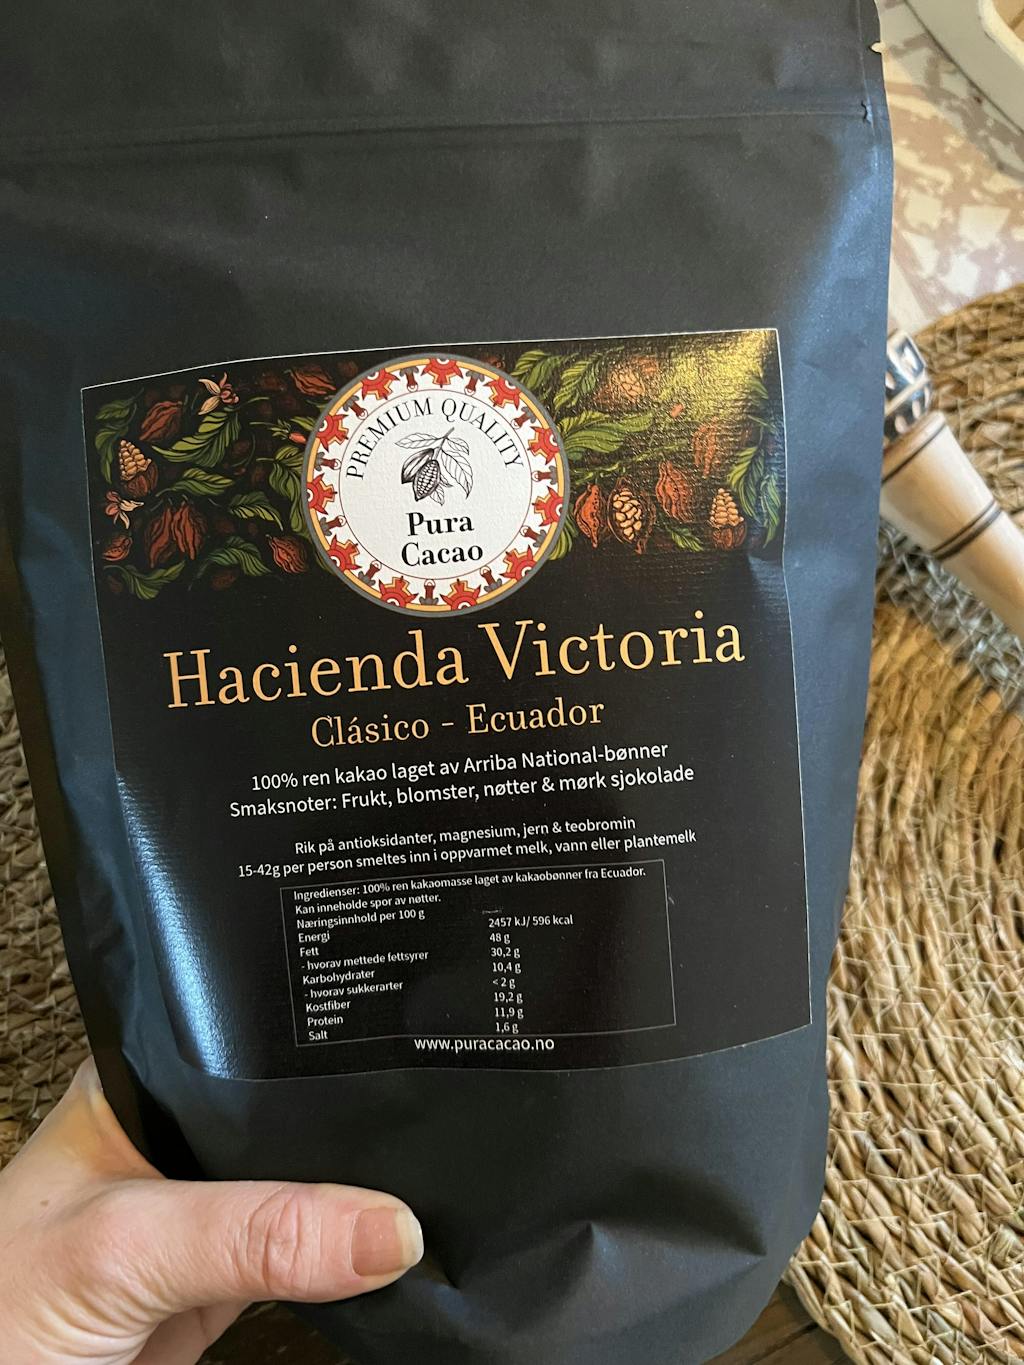 PREMIUM QUALITY
Pura
Cacao
Hacienda Victoria
Clásico - Ecuador
100% ren kakao laget av Arriba National-bønner
Smaksnoter: Frukt, blomster, nøtter & mørk sjokolade
Rik på antioksidanter, magnesium, jern & teobromin
15-42g per person smeltes inn i oppvarmet melk, vann eller plantemelk
Ingredienser: 100% ren kakaomasse laget av kakaobønner fra Ecuador.
Kan inneholde spor av nøtter.
Næringsinnhold per 100 g
Energi 2457 kJ/ 596 kcal
Fett 48 g
- hvorav mettede fettsyrer 30,2 g
Karbohydrater 10,4 g
- hvorav sukkerarter <2 g
Kostfiber 19,2 g
Protein 11,9 g
Salt 1,6 g
www.puracacao.no